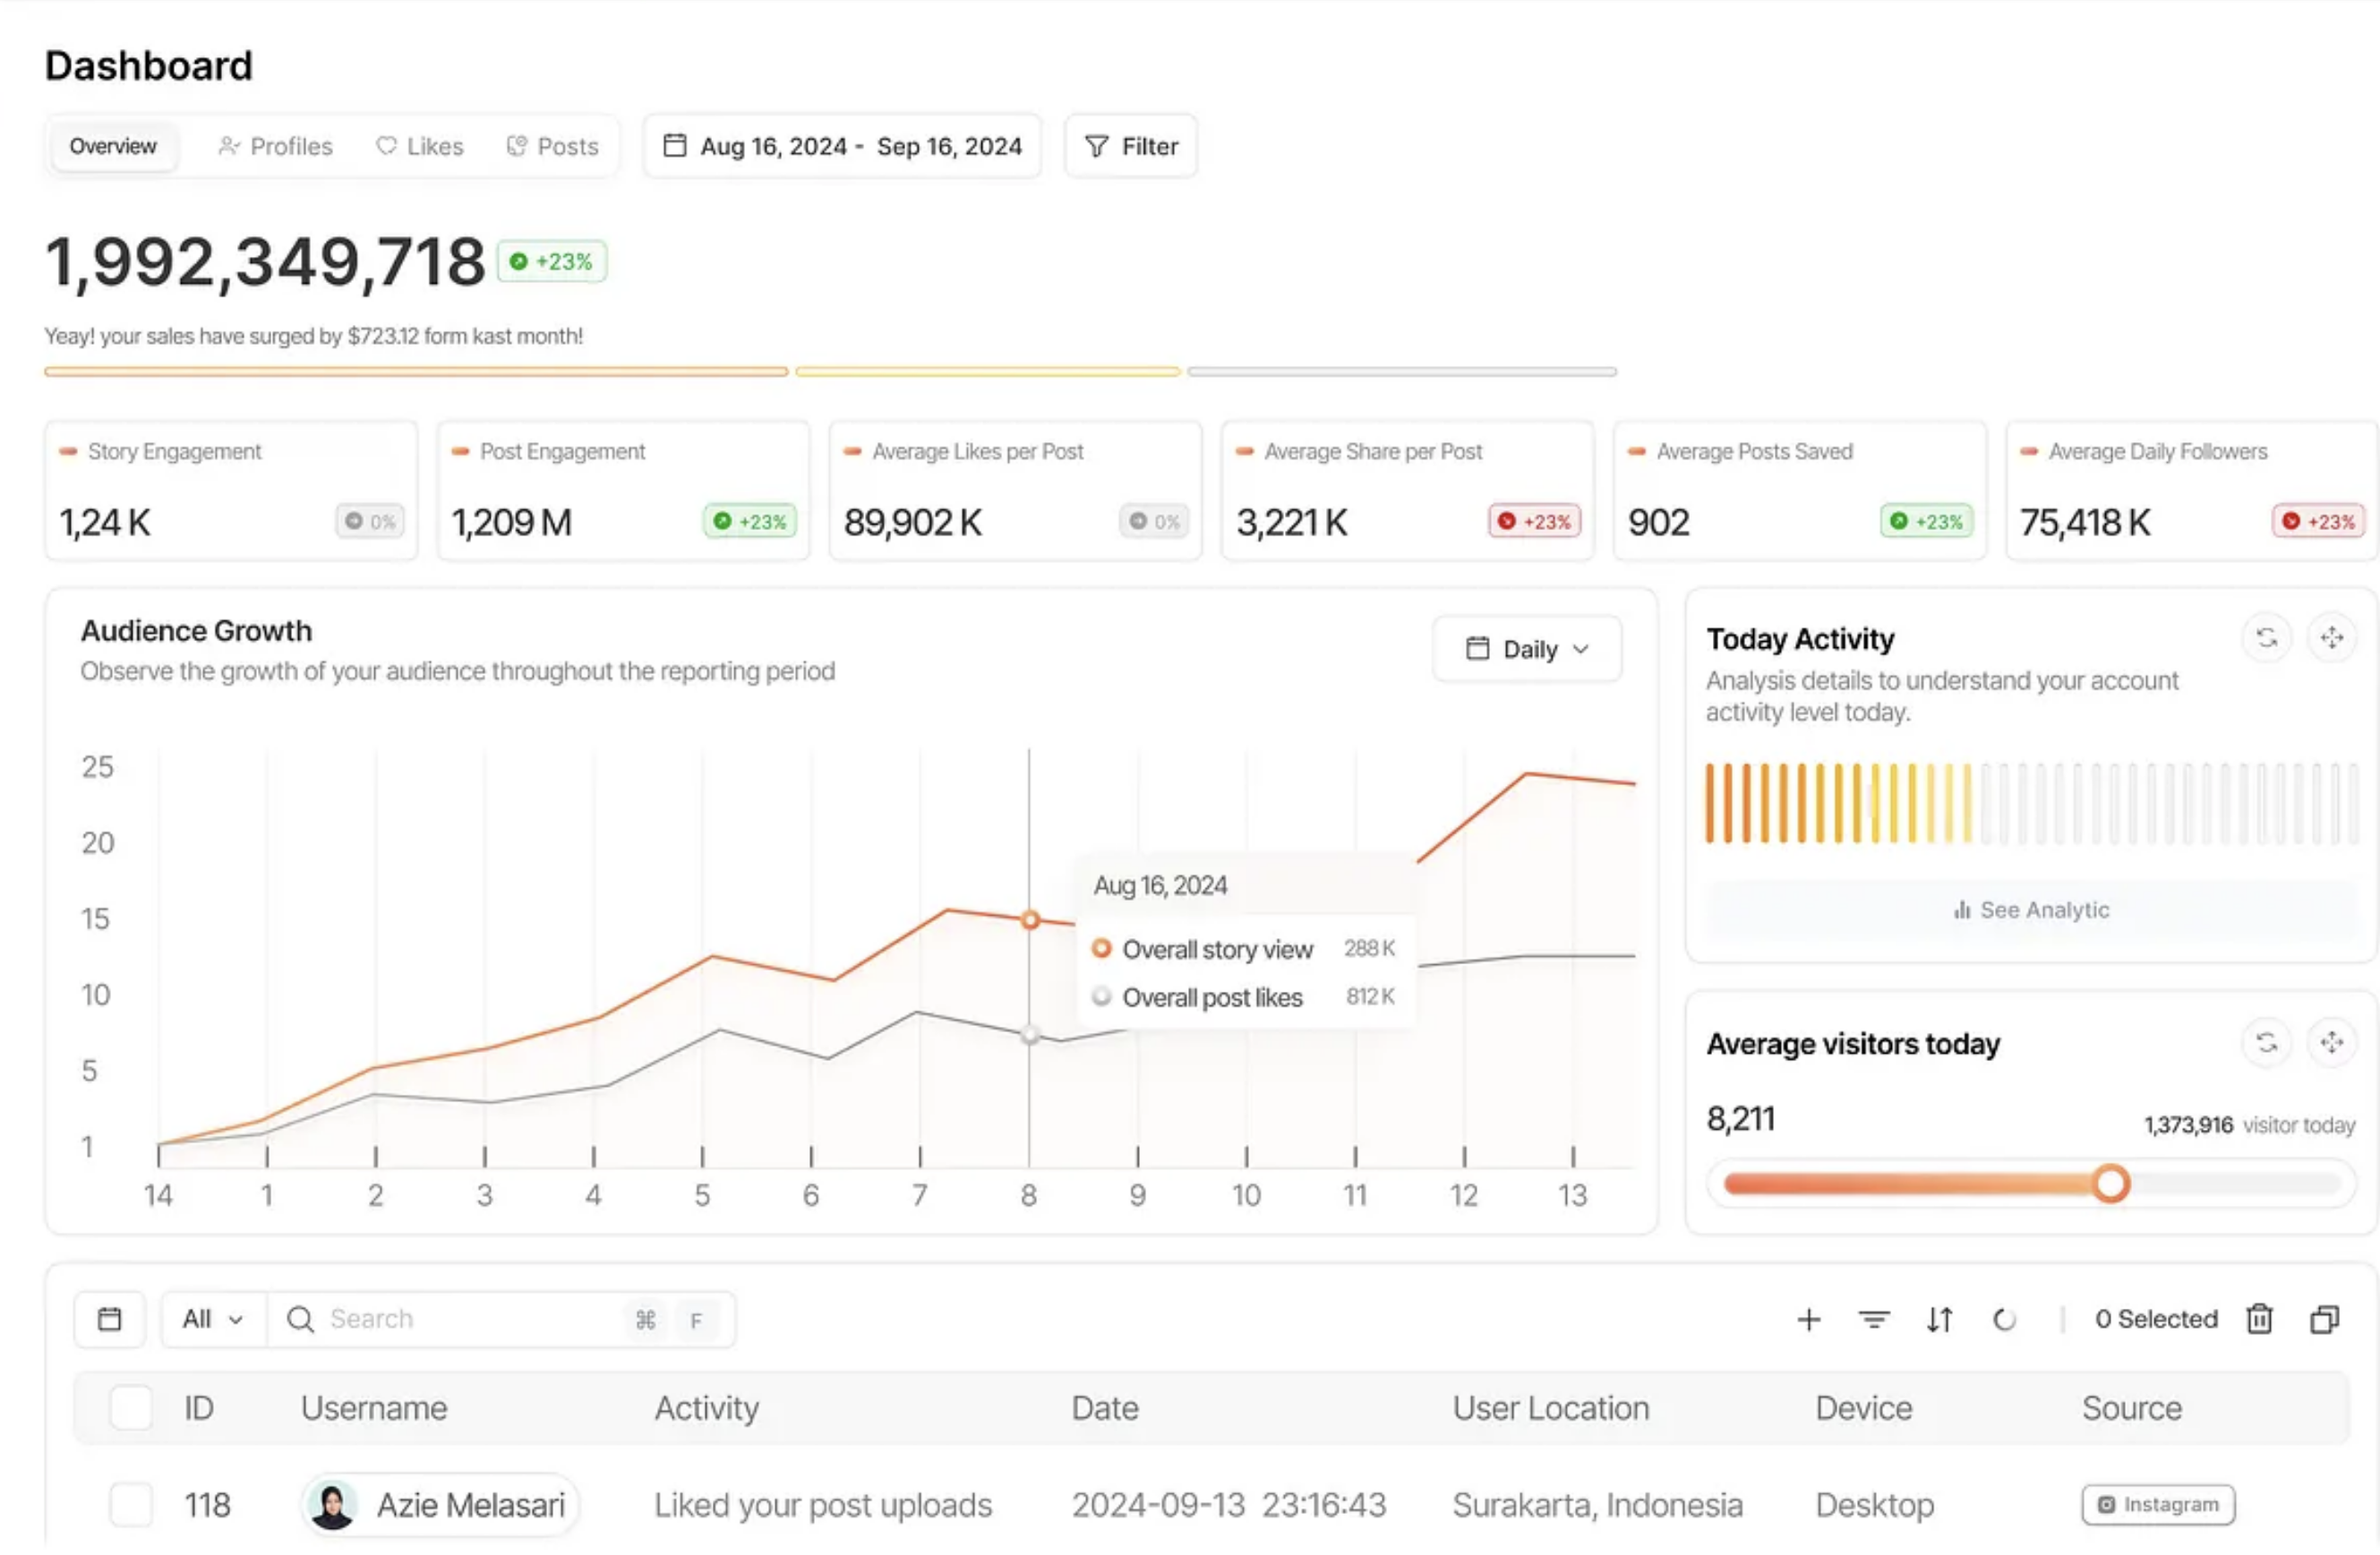 Dashboard
Overview Profiles Likes Posts Aug 16, 2024 - Sep 16, 2024 Filter
1,992,349,718 +23%
Yeay! your sales have surged by $723.12 form kast month!
Story Engagement
1,24 K 0%
Post Engagement
1,209 M +23%
Average Likes per Post
89,902 K 0%
Average Share per Post
3,221 K +23%
Average Posts Saved
902 +23%
Average Daily Followers
75,418 K +23%
Audience Growth
Observe the growth of your audience throughout the reporting period
Daily
25
20
15
10
5
1
14 1 2 3 4 5 6 7 8 9 10 11 12 13
Aug 16, 2024
Overall story view 288 K
Overall post likes 812 K
Today Activity
Analysis details to understand your account
activity level today.
See Analytic
Average visitors today
8,211 1,373,916 visitor today
All Search ⌘ F 0 Selected
ID Username Activity Date User Location Device Source
118 Azie Melasari Liked your post uploads 2024-09-13 23:16:43 Surakarta, Indonesia Desktop Instagram